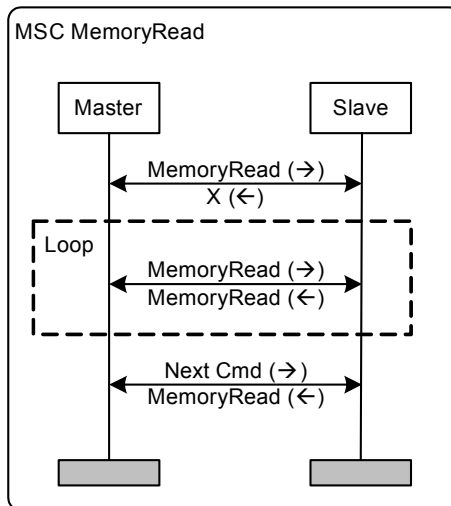 MSC MemoryRead
Master
Slave
MemoryRead (→)
X (←)
Loop
MemoryRead (→)
MemoryRead (←)
Next Cmd (→)
MemoryRead (←)